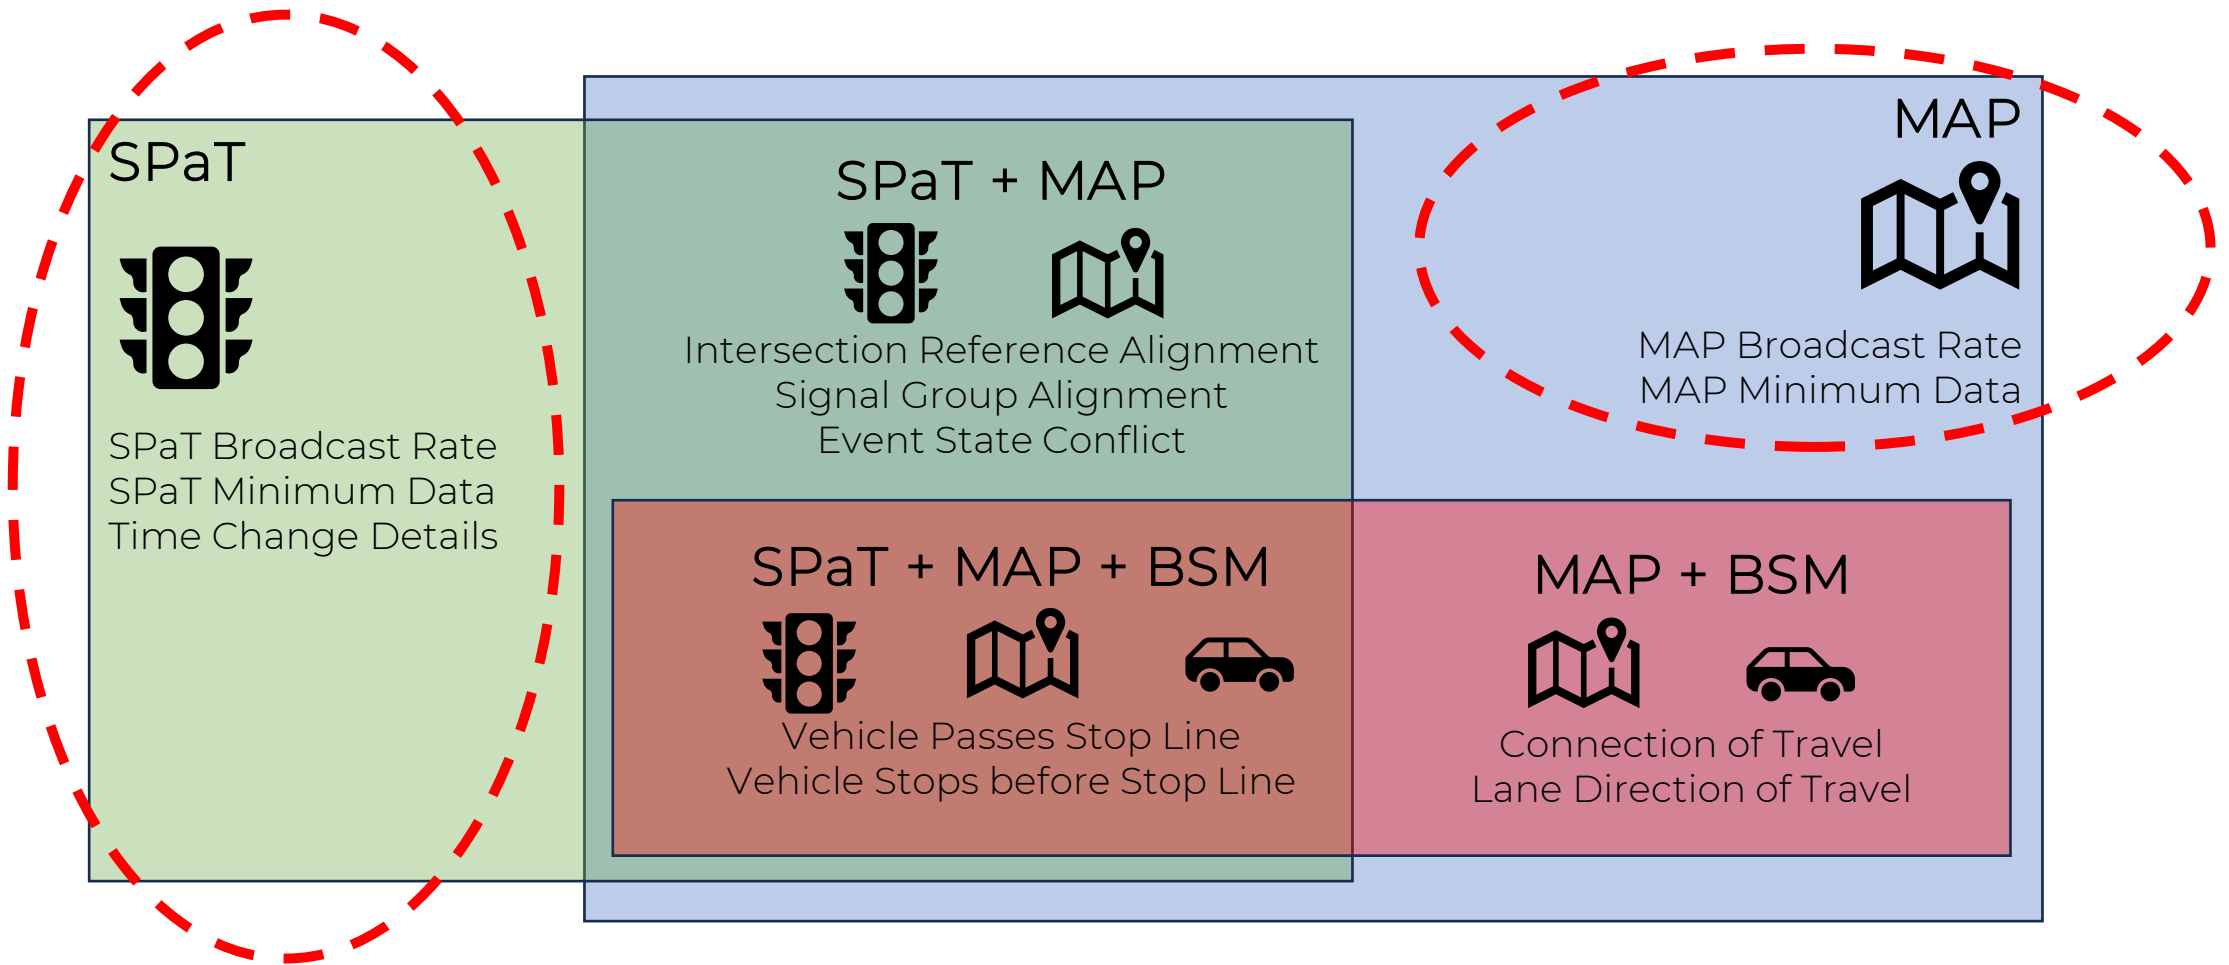 SPaT
SPaT Broadcast Rate
SPaT Minimum Data
Time Change Details
SPaT + MAP
Intersection Reference Alignment
Signal Group Alignment
Event State Conflict
MAP
MAP Broadcast Rate
MAP Minimum Data
SPaT + MAP + BSM
Vehicle Passes Stop Line
Vehicle Stops before Stop Line
MAP + BSM
Connection of Travel
Lane Direction of Travel